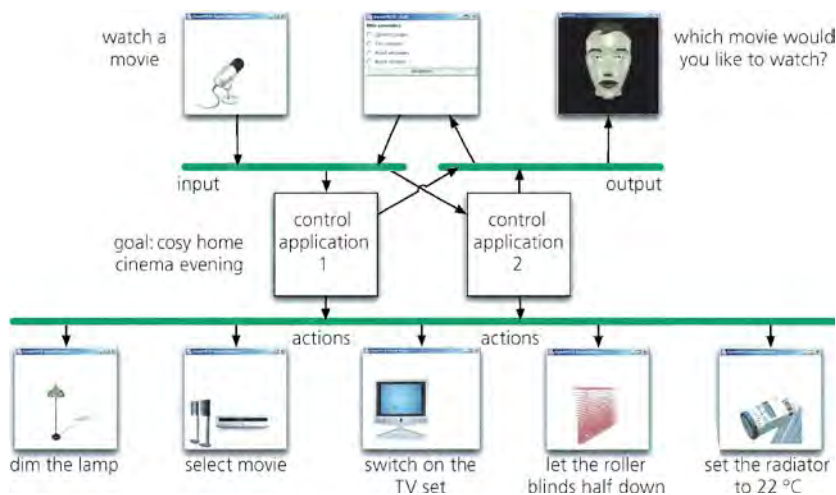 watch a
movie
which movie would
you like to watch?
input
output
goal: cosy home
cinema evening
control
application
1
control
application
2
actions
actions
dim the lamp
select movie
switch on the
TV set
let the roller
blinds half down
set the radiator
to 22 °C